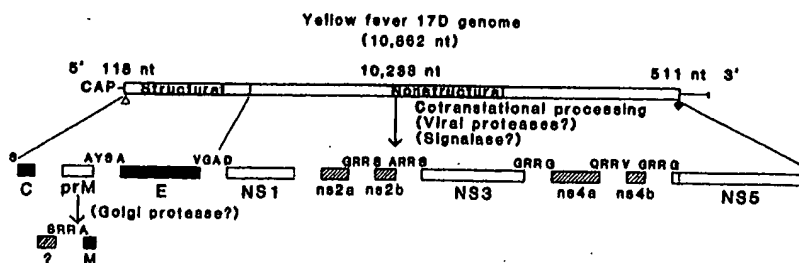 Yellow fever 17D genome
(10,862 nt)
5' 118 nt 10,233 nt 511 nt 3'
CAP Structural Nonstructural
Cotranslational processing
(Viral proteases?)
(Signalase?)
S AYSA VGAD GRRS ARRS GRRG QRRV GRRG
C prM E NS1 ns2a ns2b NS3 ns4a ns4b NS5
(Golgi protease?)
SRRA
? M